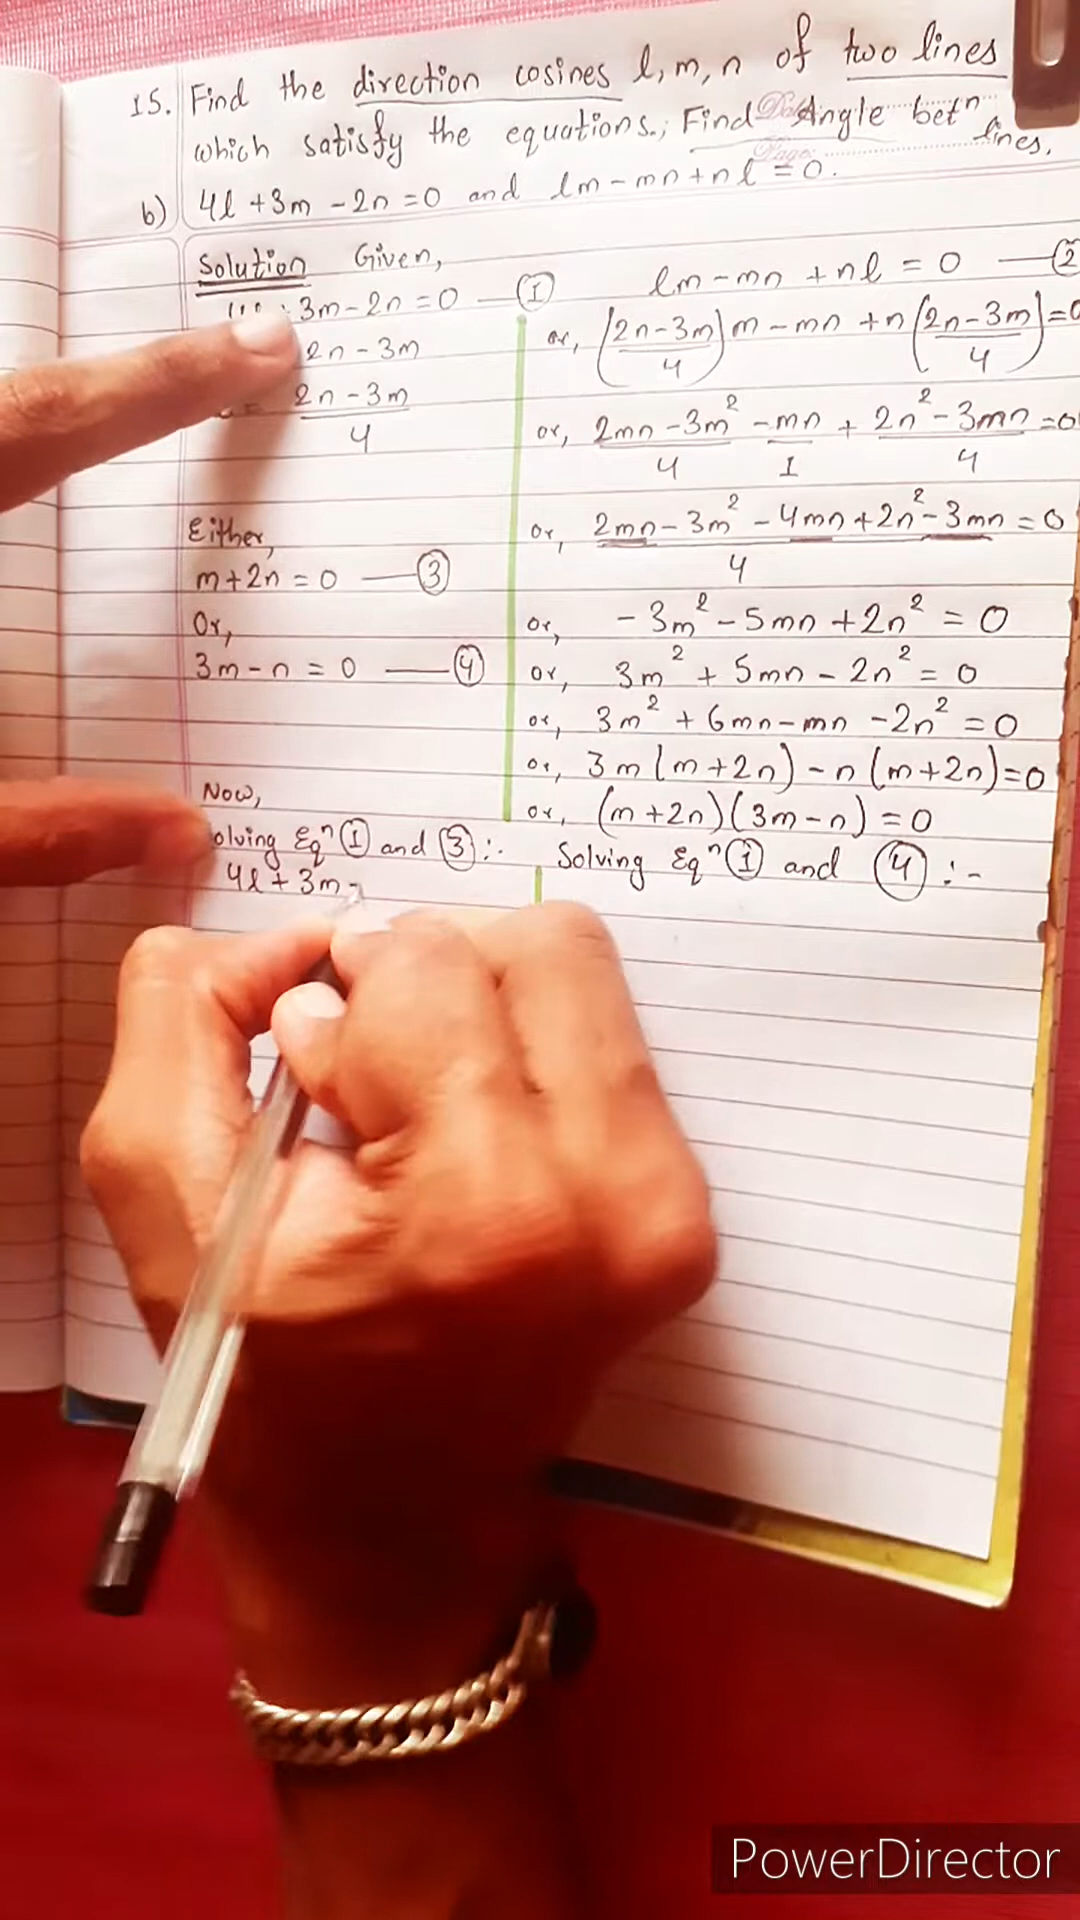 15. Find the direction cosines l, m, n of two lines
which satisfy the equations.; Find Angle betⁿ lines.
b) 4l + 3m - 2n = 0 and lm - mn + nl = 0.
Solution Given,
3m - 2n = 0 — ①
2n - 3m
2n - 3m / 4
Either,
m + 2n = 0 — ③
Or,
3m - n = 0 — ④
lm - mn + nl = 0 — ②
or, (2n - 3m / 4) m - mn + n (2n - 3m / 4) = 0
or, 2mn - 3m² / 4 - mn / 1 + 2n² - 3mn / 4 = 0
or, 2mn - 3m² - 4mn + 2n² - 3mn / 4 = 0
or, - 3m² - 5mn + 2n² = 0
or, 3m² + 5mn - 2n² = 0
or, 3m² + 6mn - mn - 2n² = 0
or, 3m (m + 2n) - n (m + 2n) = 0
or, (m + 2n) (3m - n) = 0
Now,
olving Eqⁿ ① and ③ :-
4l + 3m -
Solving Eqⁿ ① and ④ :-
PowerDirector